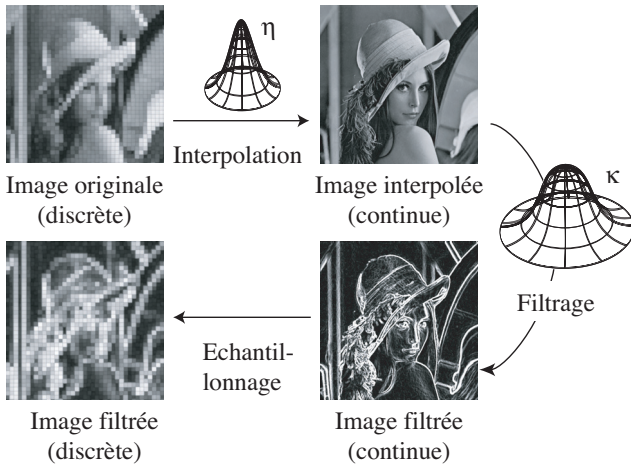 η
Interpolation
Image originale
(discrète)
Image interpolée
(continue)
κ
Filtrage
Echantil-
lonnage
Image filtrée
(discrète)
Image filtrée
(continue)